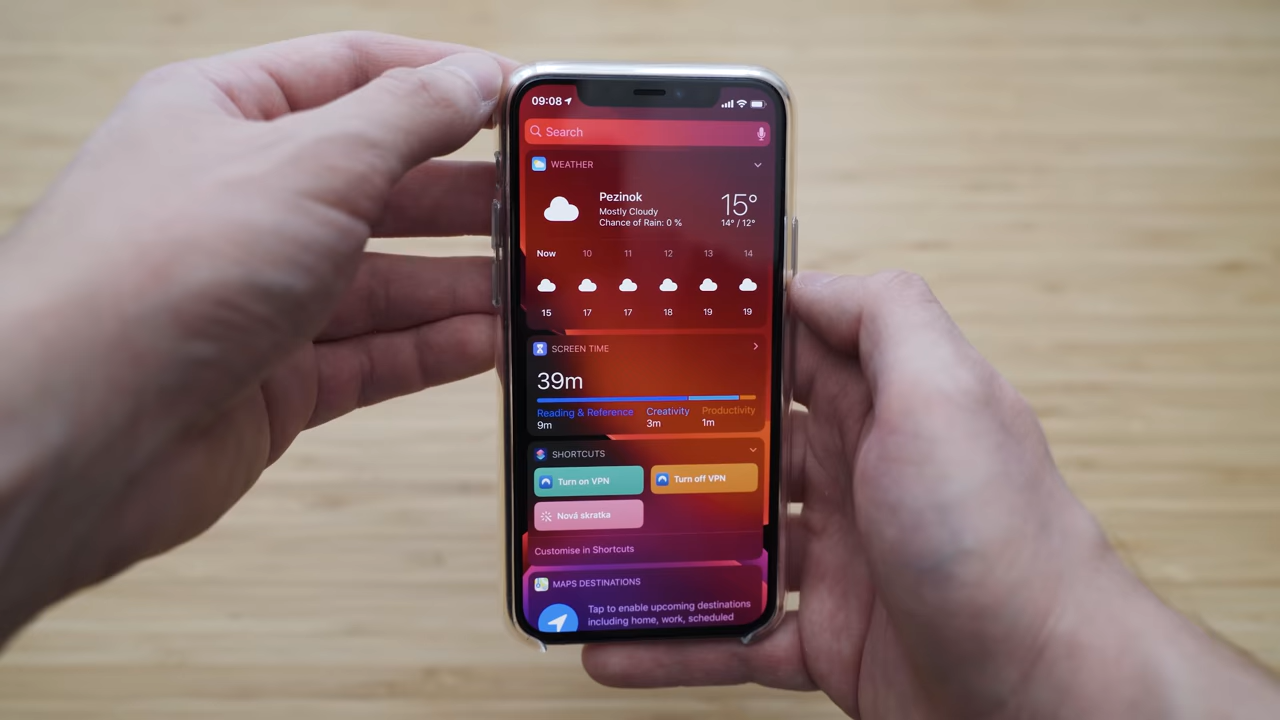 09:08
Search
WEATHER
Pezinok
Mostly Cloudy
Chance of Rain: 0 %
15°
14° / 12°
Now 10 11 12 13 14
15 17 17 18 19 19
SCREEN TIME
39m
Reading & Reference Creativity Productivity
9m 3m 1m
SHORTCUTS
Turn on VPN Turn off VPN
Nová skratka
Customise in Shortcuts
MAPS DESTINATIONS
Tap to enable upcoming destinations
including home, work, scheduled